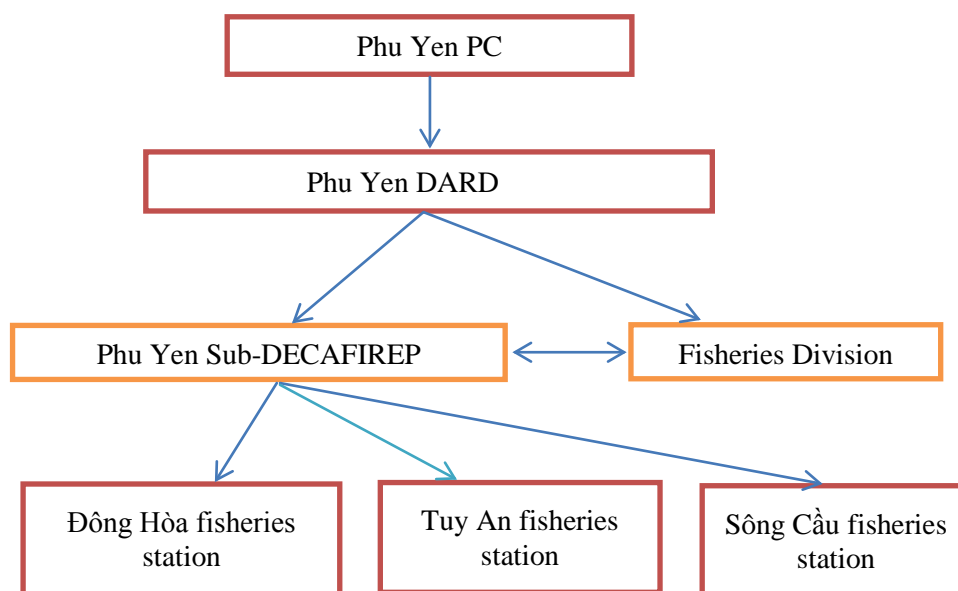 Phu Yen PC
Phu Yen DARD
Phu Yen Sub-DECAFIREP
Fisheries Division
Đông Hòa fisheries
station
Tuy An fisheries
station
Sông Cầu fisheries
station